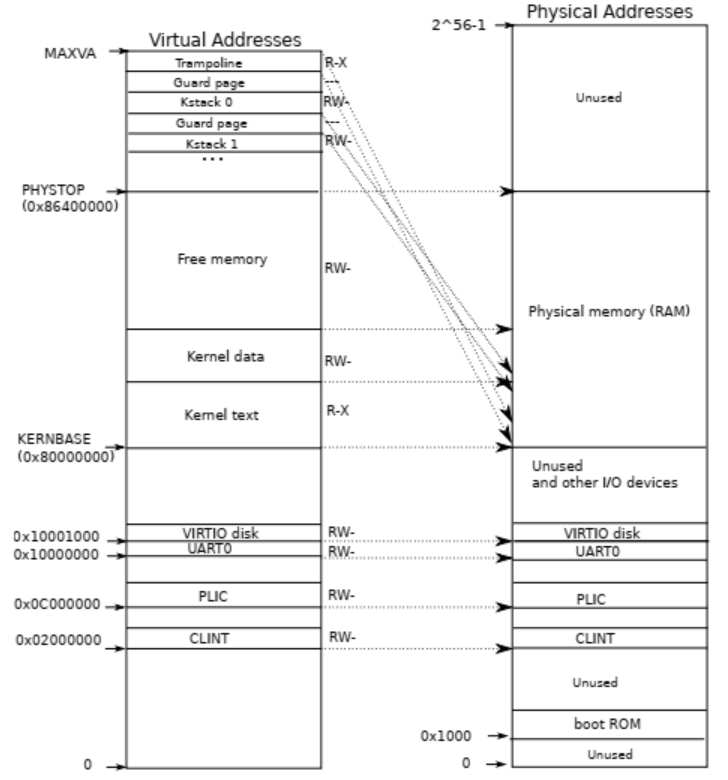 Physical Addresses
2^56-1
Virtual Addresses
MAXVA
Trampoline
R-X
Guard page
---
Unused
Kstack 0
RW-
Guard page
---
Kstack 1
RW-
...
PHYSTOP
(0x86400000)
Free memory
RW-
Physical memory (RAM)
Kernel data
RW-
Kernel text
R-X
KERNBASE
(0x80000000)
Unused
and other I/O devices
0x10001000
VIRTIO disk
RW-
VIRTIO disk
0x10000000
UART0
RW-
UART0
0x0C000000
PLIC
RW-
PLIC
0x02000000
CLINT
RW-
CLINT
Unused
boot ROM
0x1000
Unused
0
0